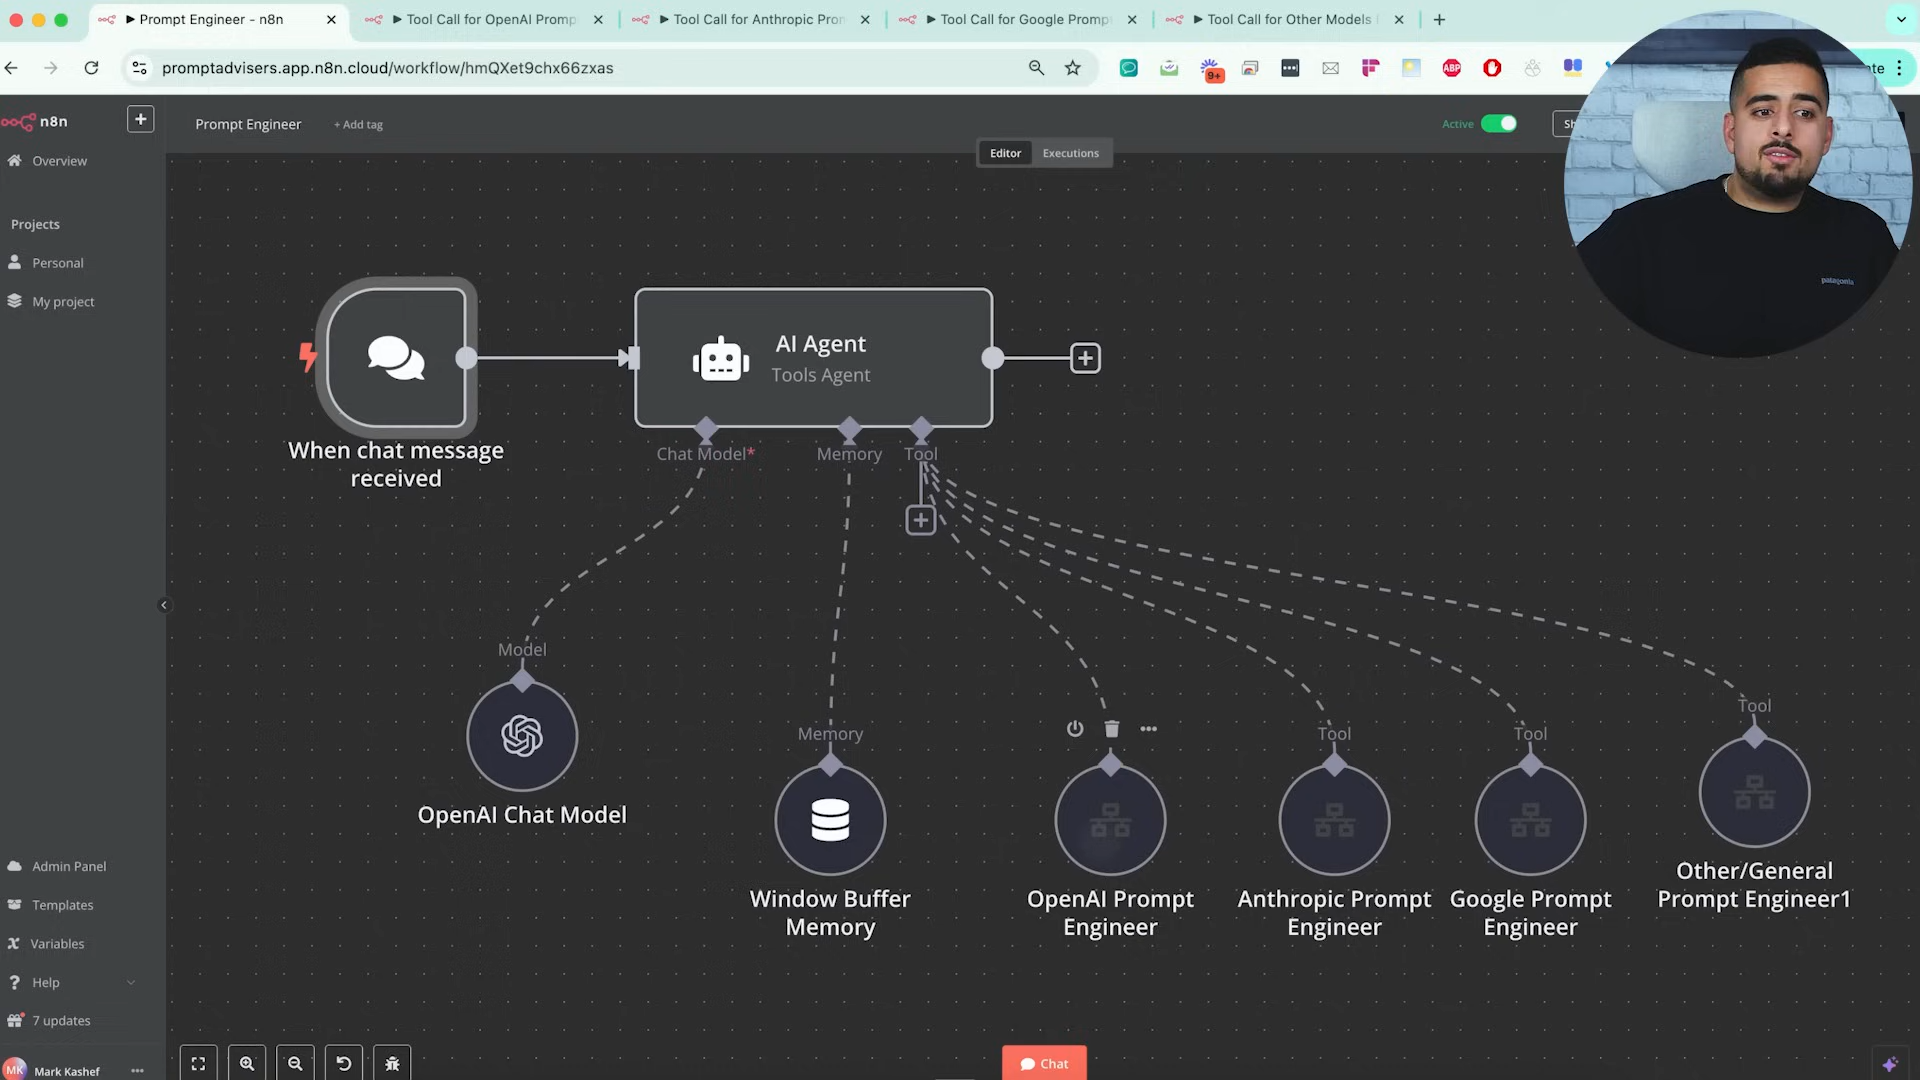 Prompt Engineer - n8n
Tool Call for OpenAI Promp
Tool Call for Anthropic Pron
Tool Call for Google Prompt
Tool Call for Other Models
promptadvisers.app.n8n.cloud/workflow/hmQXet9chx66zxas
9+
ABP
n8n
Prompt Engineer
+ Add tag
Active
Editor
Executions
Overview
Projects
Personal
My project
patagonia
AI Agent
Tools Agent
When chat message
received
Chat Model*
Memory
Tool
Model
OpenAI Chat Model
Memory
Window Buffer
Memory
OpenAI Prompt
Engineer
Tool
Anthropic Prompt
Engineer
Tool
Google Prompt
Engineer
Tool
Other/General
Prompt Engineer1
Admin Panel
Templates
Variables
Help
7 updates
MK
Mark Kashef
Chat